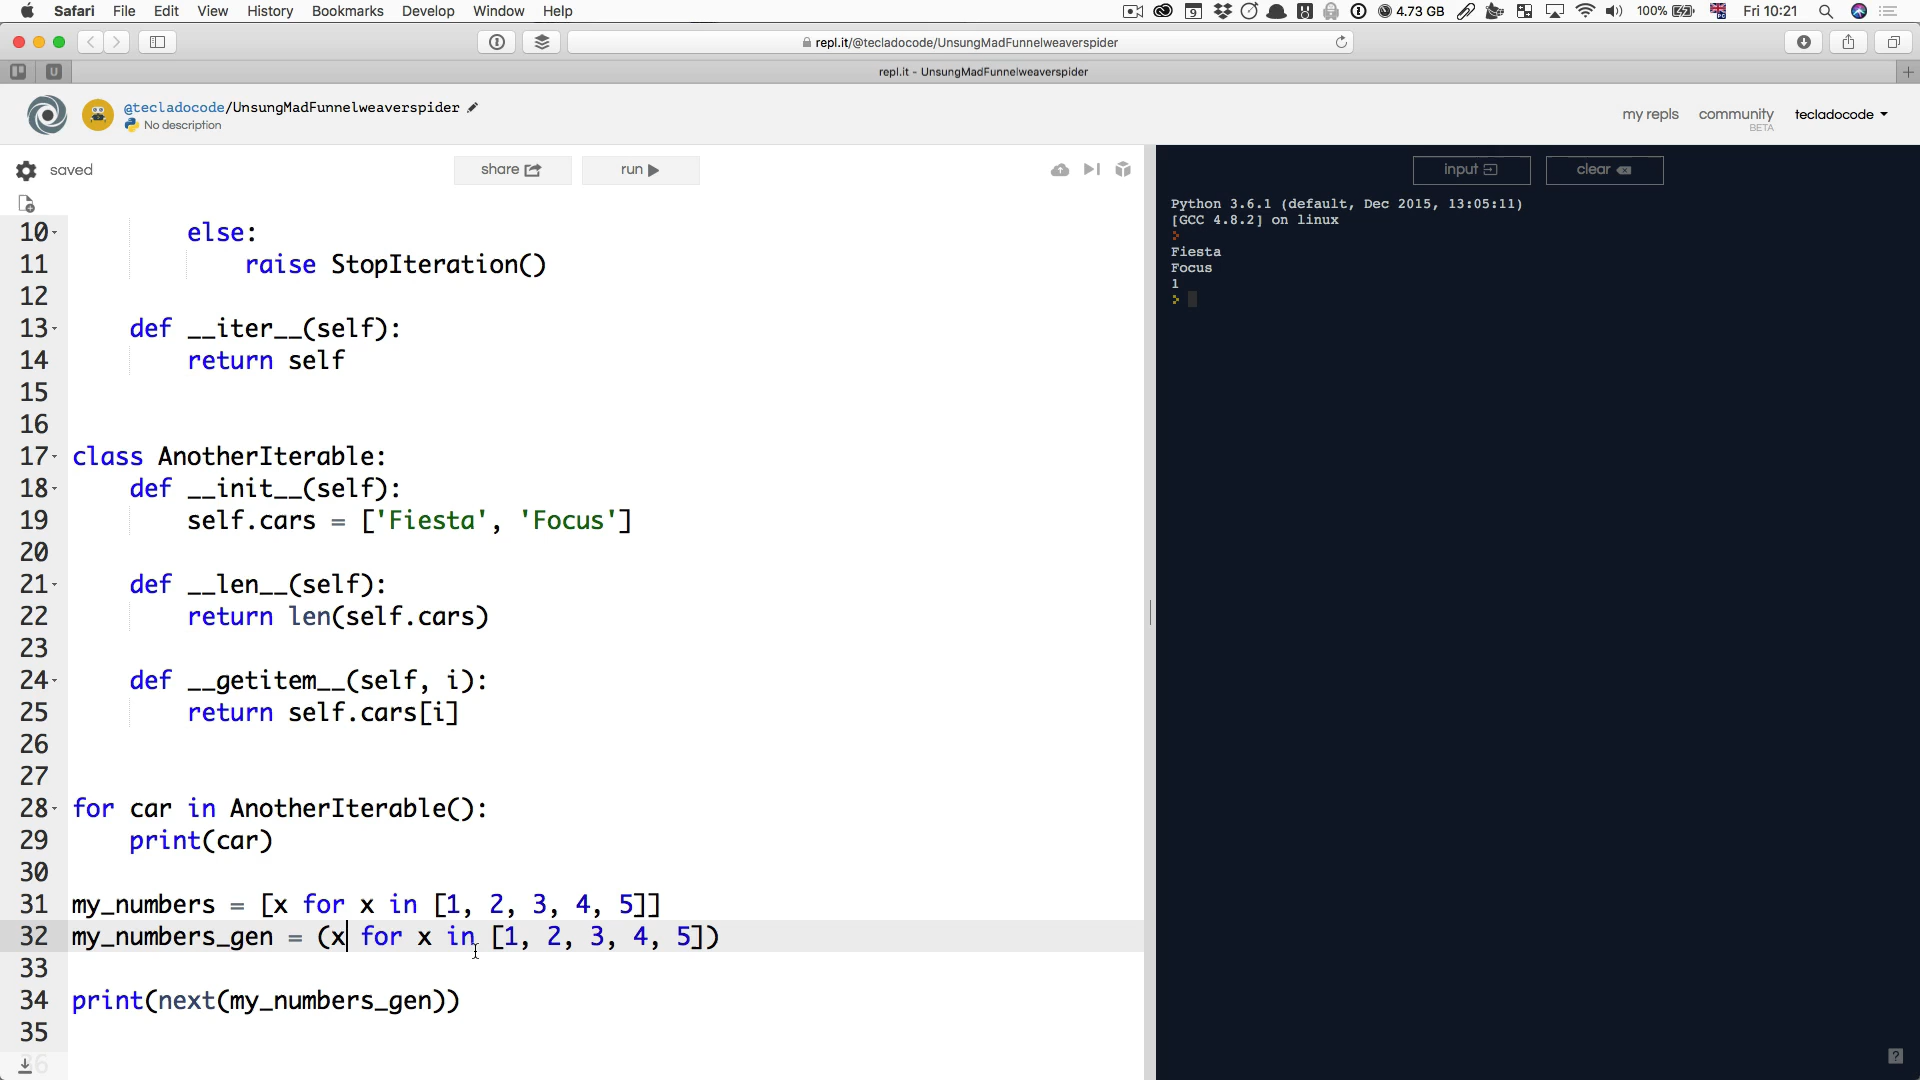 Safari File Edit View History Bookmarks Develop Window Help 9 4.73 GB 100% Fri 10:21
repl.it/@tecladocode/UnsungMadFunnelweaverspider
U repl.it - UnsungMadFunnelweaverspider
@tecladocode/UnsungMadFunnelweaverspider
No description
my repls community BETA tecladocode
saved share run
input clear
10 else:
11 raise StopIteration()
12
13 def __iter__(self):
14 return self
15
16
17 class AnotherIterable:
18 def __init__(self):
19 self.cars = ['Fiesta', 'Focus']
20
21 def __len__(self):
22 return len(self.cars)
23
24 def __getitem__(self, i):
25 return self.cars[i]
26
27
28 for car in AnotherIterable():
29 print(car)
30
31 my_numbers = [x for x in [1, 2, 3, 4, 5]]
32 my_numbers_gen = (x for x in [1, 2, 3, 4, 5])
33
34 print(next(my_numbers_gen))
35
36
Python 3.6.1 (default, Dec 2015, 13:05:11)
[GCC 4.8.2] on linux
Fiesta
Focus
1
?